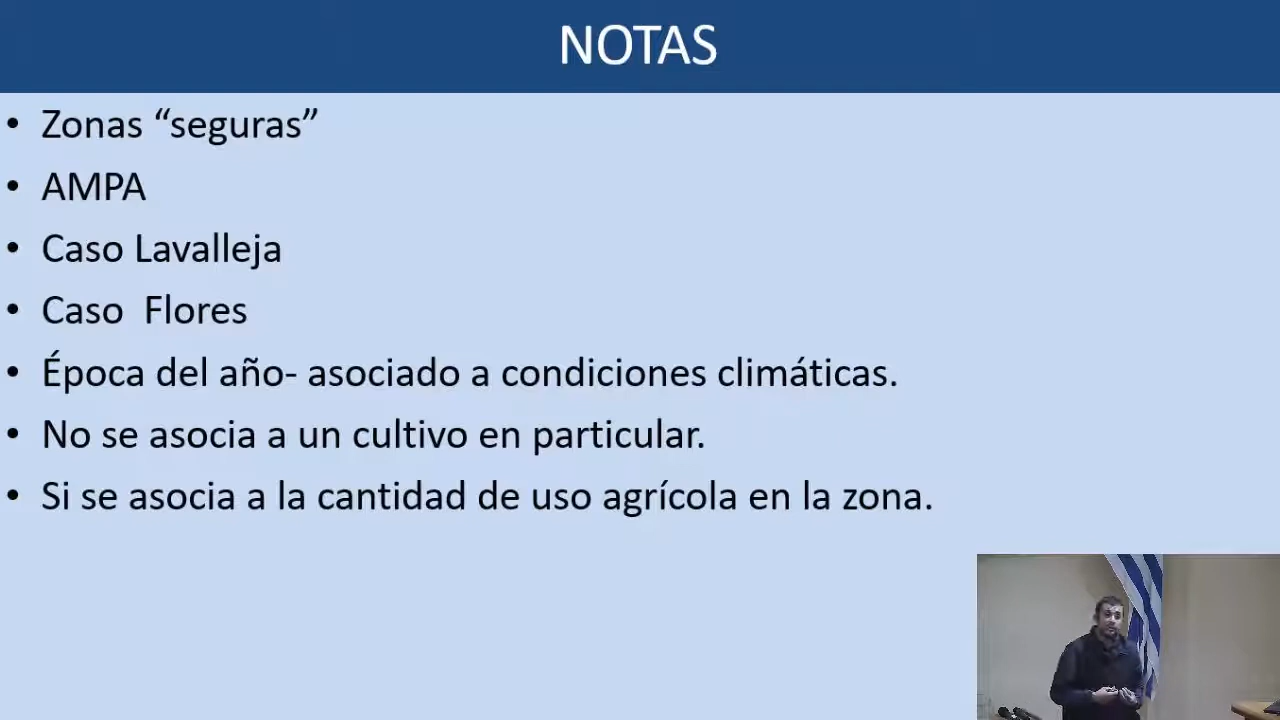 NOTAS
• Zonas “seguras”
• AMPA
• Caso Lavalleja
• Caso  Flores
• Época del año- asociado a condiciones climáticas.
• No se asocia a un cultivo en particular.
• Si se asocia a la cantidad de uso agrícola en la zona.